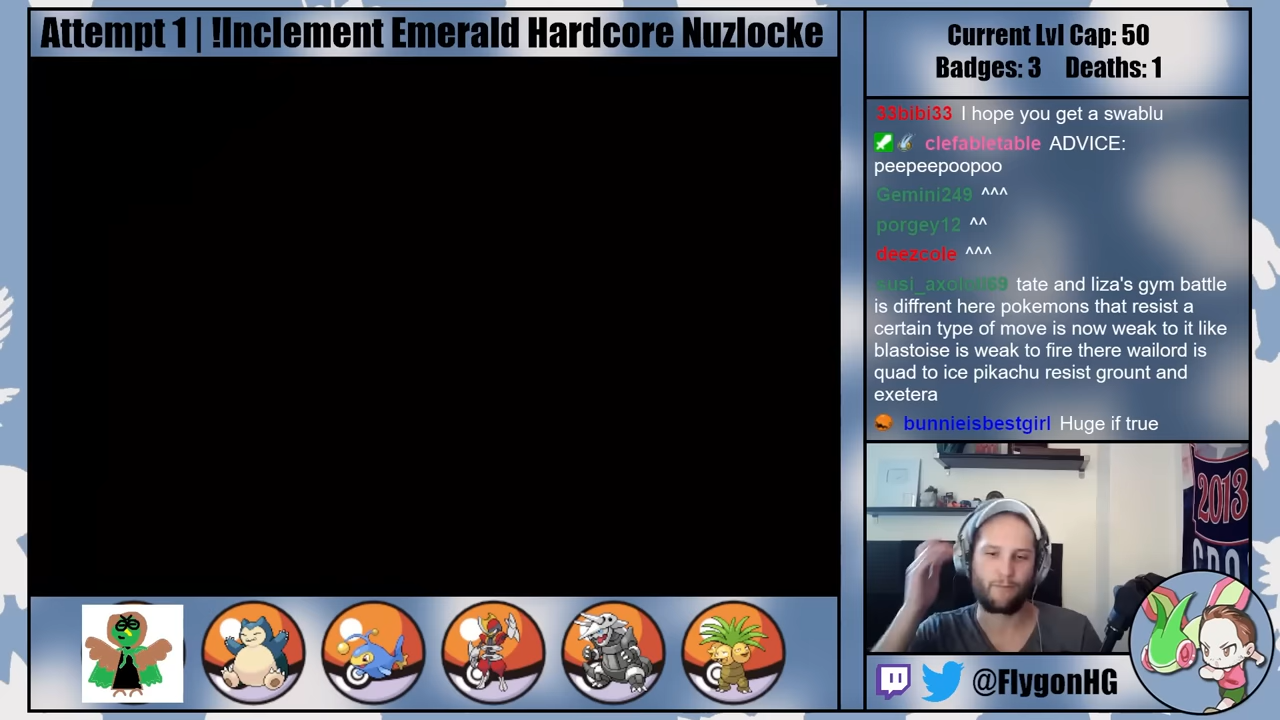 Attempt 1 | !Inclement Emerald Hardcore Nuzlocke
Current Lvl Cap: 50
Badges: 3 Deaths: 1
33bibi33 I hope you get a swablu
clefabletable ADVICE:
peepeepoopoo
Gemini249 ^^^
porgey12 ^^
deezcole ^^^
tate and liza's gym battle
is diffrent here pokemons that resist a
certain type of move is now weak to it like
blastoise is weak to fire there wailord is
quad to ice pikachu resist grount and
exetera
bunnieisbestgirl Huge if true
2013
@FlygonHG